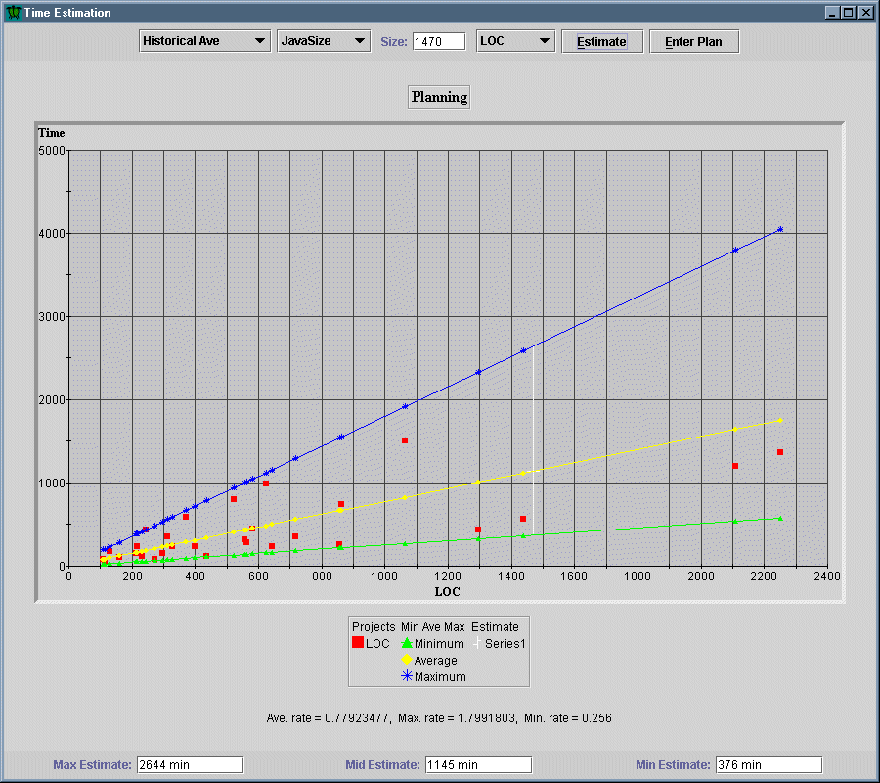 Time Estimation
Historical Ave JavaSize Size: 1470 LOC Estimate Enter Plan
Planning
Time
5000
4000
3000
2000
1000
0
0 200 400 600 000 1000 1200 1400 1600 1000 2000 2200 2400
LOC
Projects Min Ave Max Estimate
LOC Minimum Series1
Average
Maximum
Ave. rate = 0.77923477, Max. rate = 1.7991803, Min. rate = 0.256
Max Estimate: 2644 min Mid Estimate: 1145 min Min Estimate: 376 min